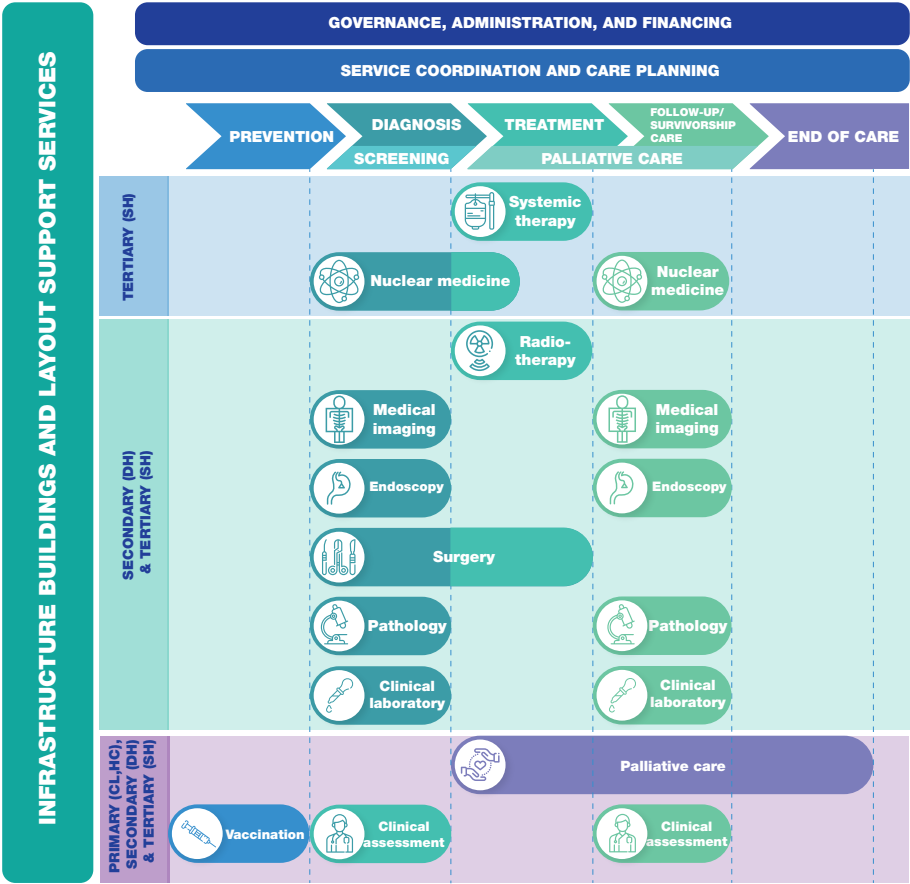 INFRASTRUCTURE BUILDINGS AND LAYOUT SUPPORT SERVICES
GOVERNANCE, ADMINISTRATION, AND FINANCING
SERVICE COORDINATION AND CARE PLANNING
PREVENTION
DIAGNOSIS
SCREENING
TREATMENT
FOLLOW-UP/
SURVIVORSHIP
CARE
PALLIATIVE CARE
END OF CARE
TERTIARY (SH)
Systemic
therapy
Nuclear medicine
Nuclear
medicine
SECONDARY (DH)
& TERTIARY (SH)
Radio-
therapy
Medical
imaging
Medical
imaging
Endoscopy
Endoscopy
Surgery
Pathology
Pathology
Clinical
laboratory
Clinical
laboratory
PRIMARY (CL,HC),
SECONDARY (DH)
& TERTIARY (SH)
Palliative care
Vaccination
Clinical
assessment
Clinical
assessment